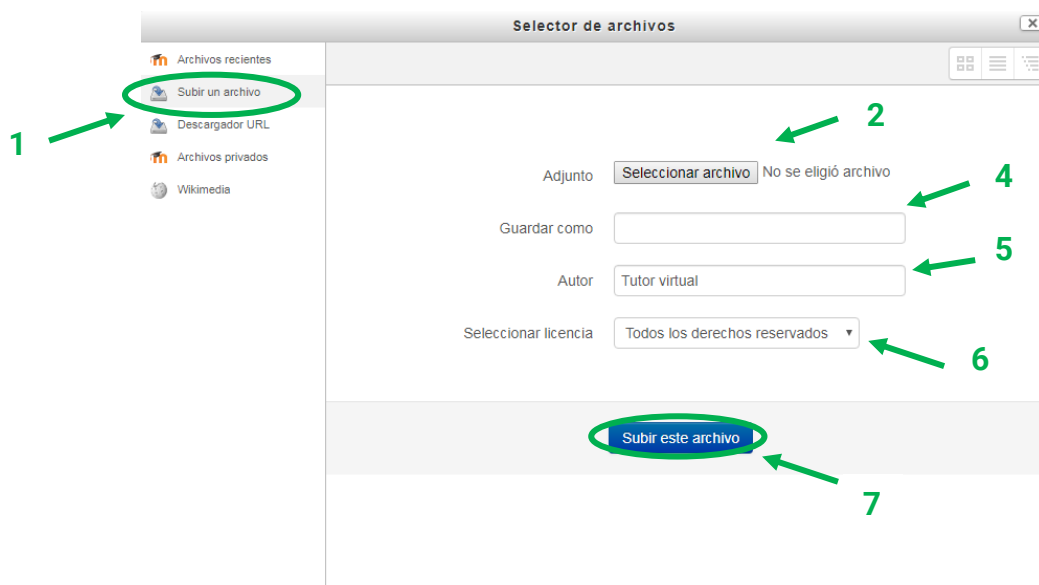 Selector de archivos
Archivos recientes
Subir un archivo
Descargador URL
Archivos privados
Wikimedia
1
2
Adjunto Seleccionar archivo No se eligió archivo
4
Guardar como
5
Autor Tutor virtual
Seleccionar licencia Todos los derechos reservados
6
Subir este archivo
7